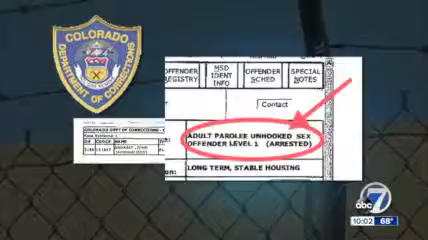 COLORADO
DEPARTMENT OF CORRECTIONS
OFFENDER
REGISTRY
MSD
IDENT
INFO
OFFENDER
SCHED
SPECIAL
NOTES
Contact
COLORADO DEPT OF CORRECTIONS -
ADULT PAROLEE UNHOOKED SEX
OFFENDER LEVEL 1 (ARRESTED)
LONG TERM, STABLE HOUSING
abc 7
10:02 68°